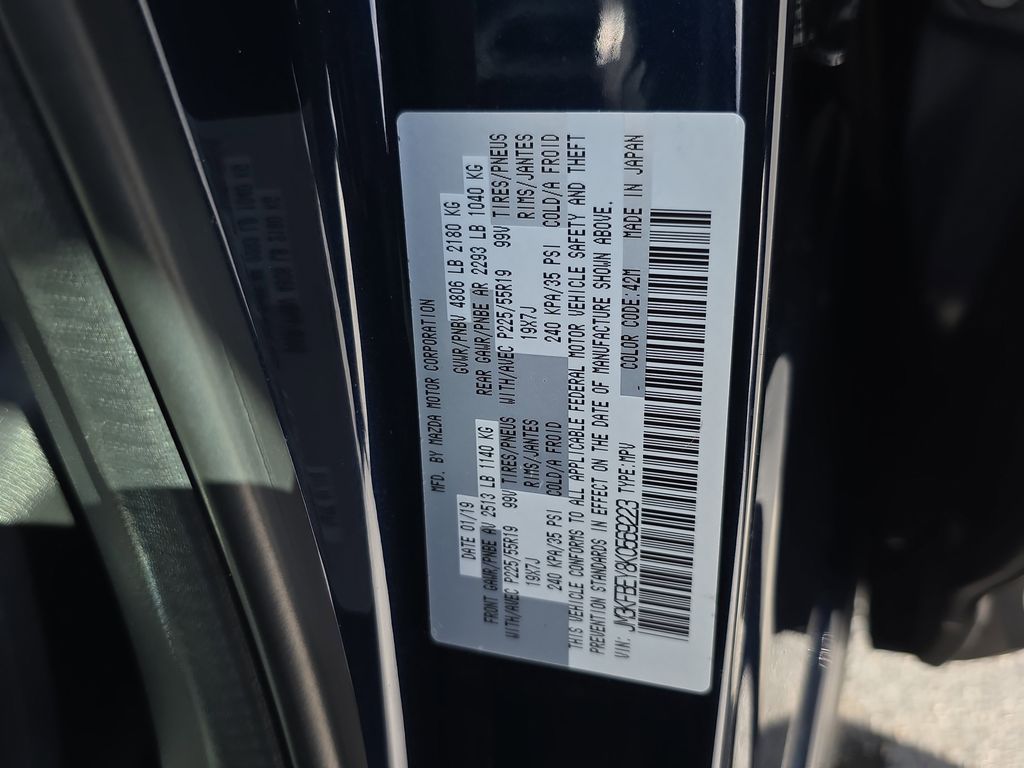 MFD. BY MAZDA MOTOR CORPORATION
DATE 01/19 GVWR/PNBV 4806 LB 2180 KG
FRONT GAWR/PNBE AV 2513 LB 1140 KG REAR GAWR/PNBE AR 2293 LB 1040 KG
WITH/AVEC P225/55R19 99V TIRES/PNEUS WITH/AVEC P225/55R19 99V TIRES/PNEUS
19X7J RIMS/JANTES 19X7J RIMS/JANTES
240 KPA/35 PSI COLD/A FROID 240 KPA/35 PSI COLD/A FROID
THIS VEHICLE CONFORMS TO ALL APPLICABLE FEDERAL MOTOR VEHICLE SAFETY AND THEFT
PREVENTION STANDARDS IN EFFECT ON THE DATE OF MANUFACTURE SHOWN ABOVE.
VIN: JM3KFBEY8K0569223 TYPE:MPV COLOR CODE:42M MADE IN JAPAN